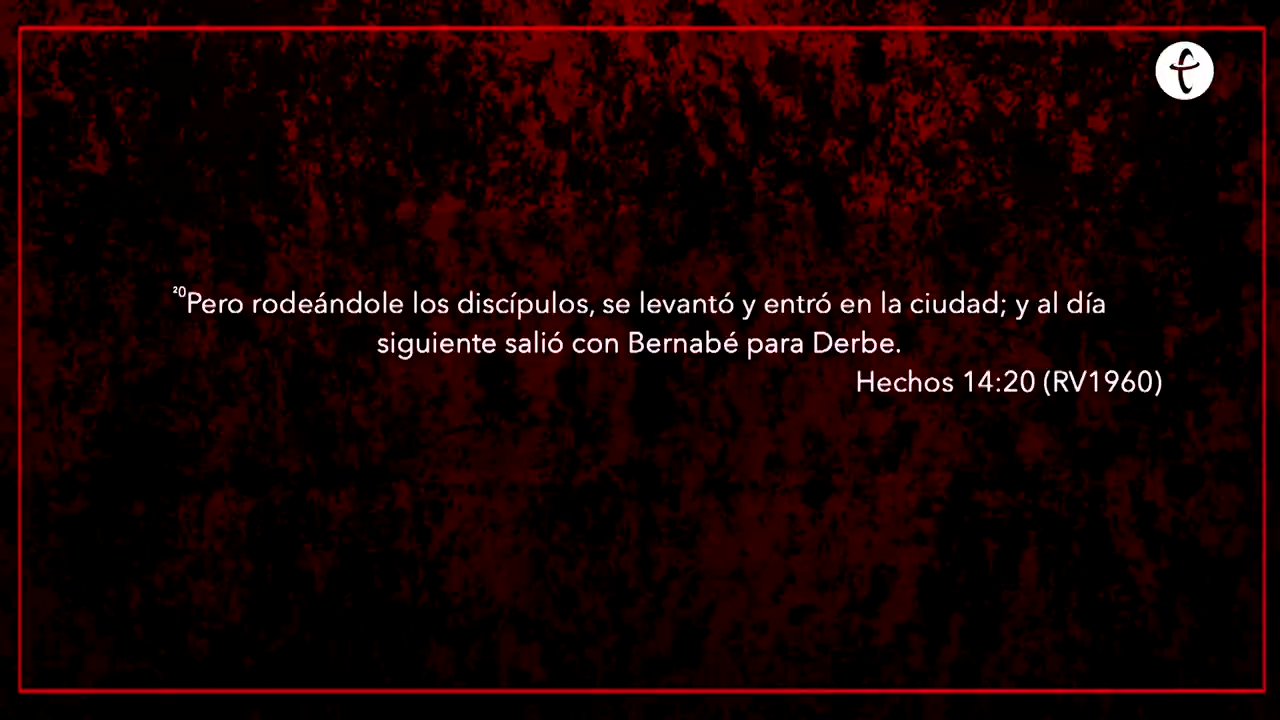 ²⁰Pero rodeándole los discípulos, se levantó y entró en la ciudad; y al día
siguiente salió con Bernabé para Derbe.
Hechos 14:20 (RV1960)